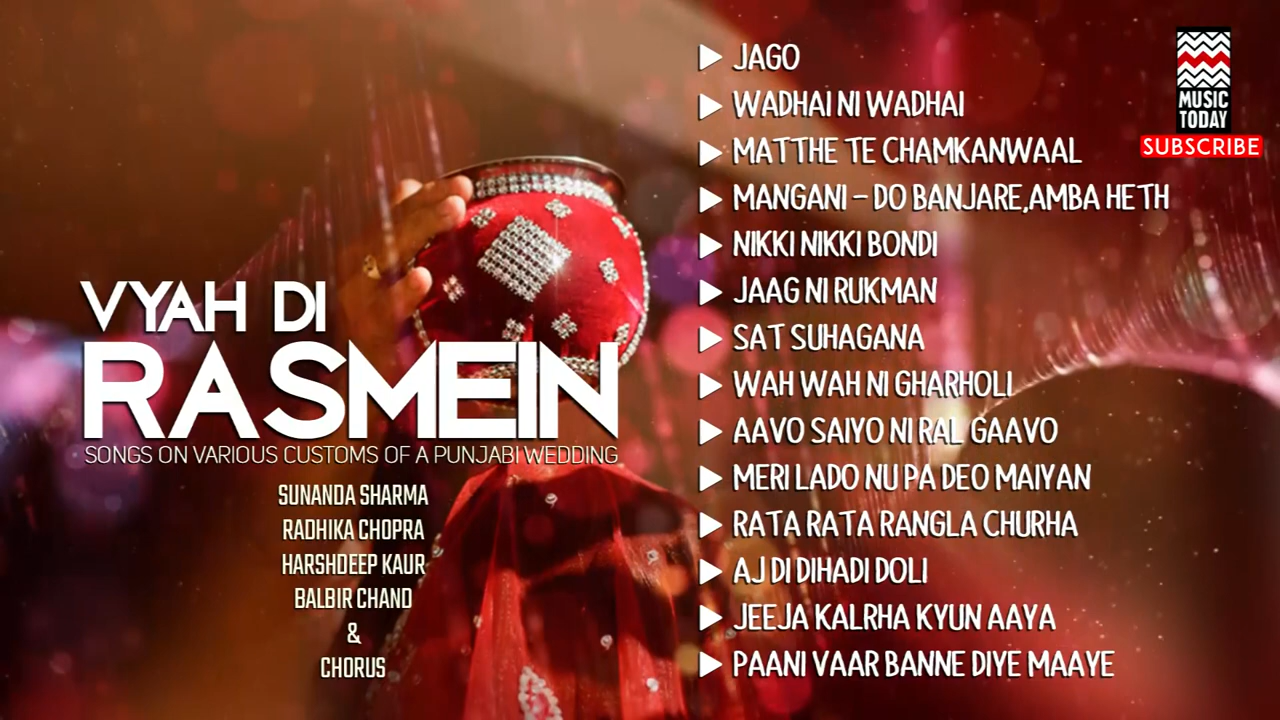 VYAH DI
RASMEIN
SONGS ON VARIOUS CUSTOMS OF A PUNJABI WEDDING
SUNANDA SHARMA
RADHIKA CHOPRA
HARSHDEEP KAUR
BALBIR CHAND
&
CHORUS
JAGO
WADHAI NI WADHAI
MATTHE TE CHAMKANWAAL
MANGANI - DO BANJARE,AMBA HETH
NIKKI NIKKI BONDI
JAAG NI RUKMAN
SAT SUHAGANA
WAH WAH NI GHARHOLI
AAVO SAIYO NI RAL GAAVO
MERI LADO NU PA DEO MAIYAN
RATA RATA RANGLA CHURHA
AJ DI DIHADI DOLI
JEEJA KALRHA KYUN AAYA
PAANI VAAR BANNE DIYE MAAYE
MUSIC
TODAY
SUBSCRIBE